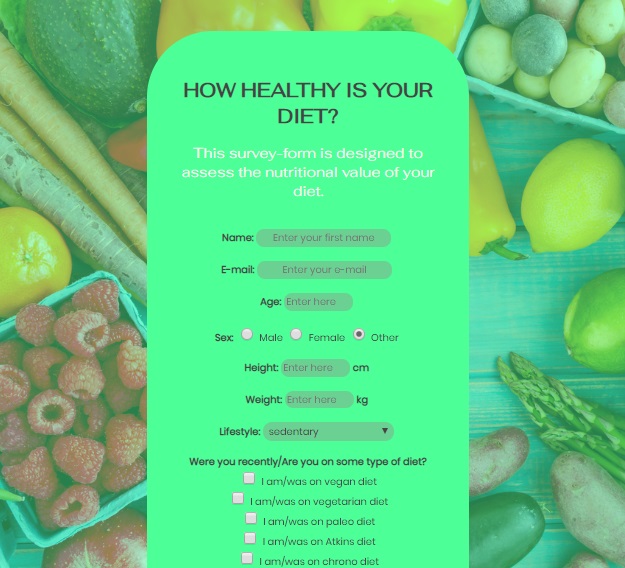 HOW HEALTHY IS YOUR
DIET?
This survey-form is designed to
assess the nutritional value of your
diet.
Name: Enter your first name
E-mail: Enter your e-mail
Age: Enter here
Sex: Male Female Other
Height: Enter here cm
Weight: Enter here kg
Lifestyle: sedentary
Were you recently/Are you on some type of diet?
I am/was on vegan diet
I am/was on vegetarian diet
I am/was on paleo diet
I am/was on Atkins diet
I am/was on chrono diet